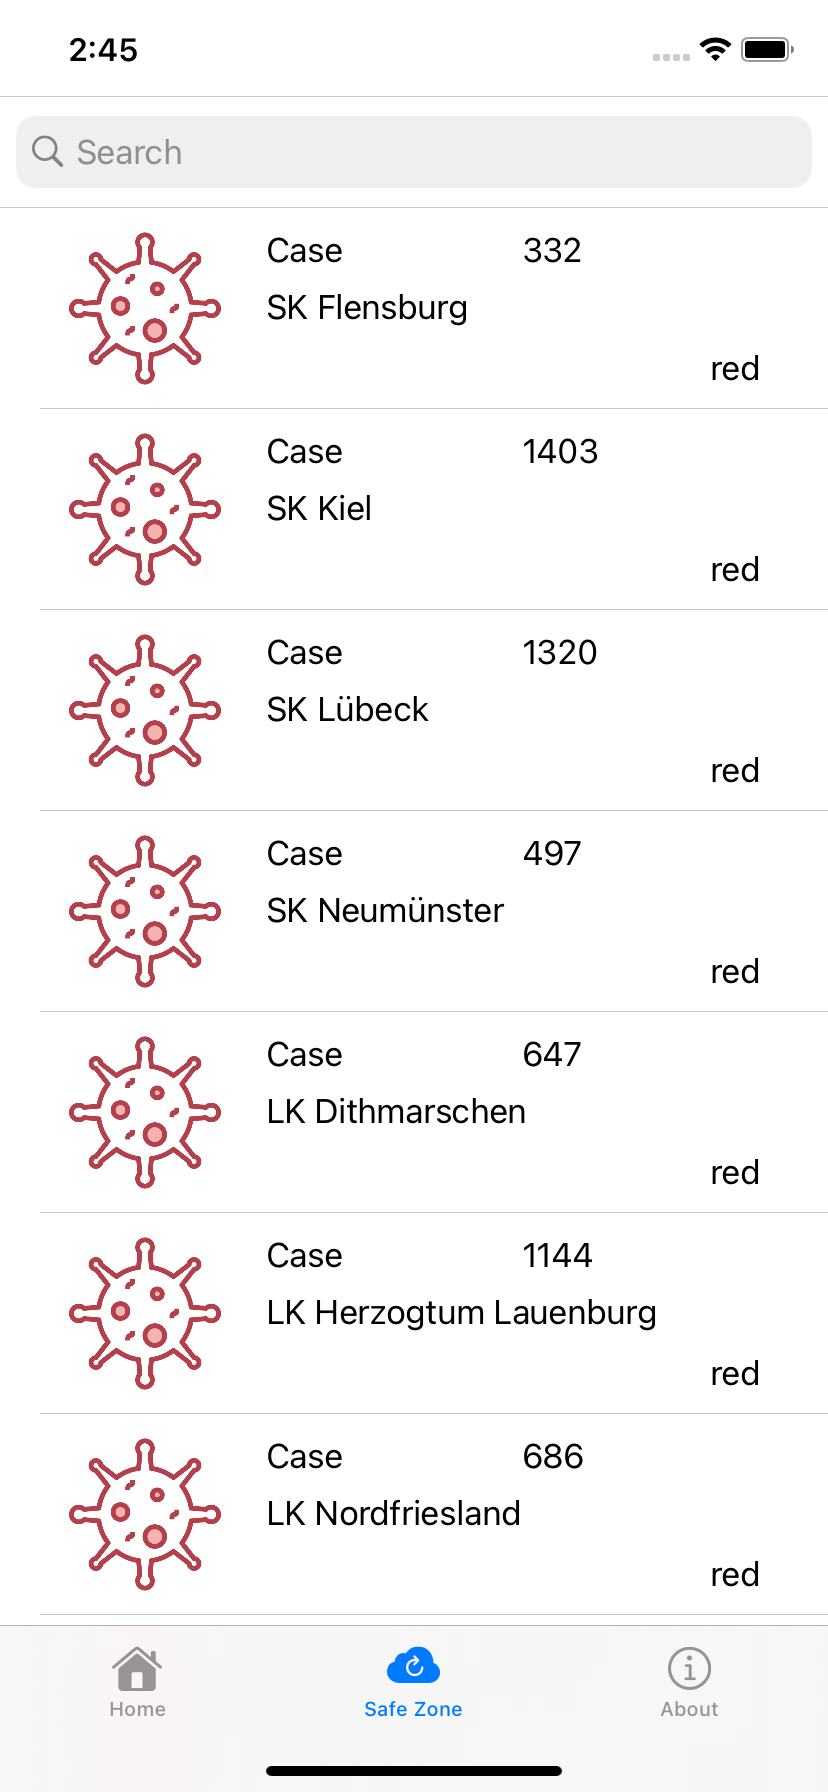 2:45
Search
Case 332
SK Flensburg
red
Case 1403
SK Kiel
red
Case 1320
SK Lübeck
red
Case 497
SK Neumünster
red
Case 647
LK Dithmarschen
red
Case 1144
LK Herzogtum Lauenburg
red
Case 686
LK Nordfriesland
red
Home Safe Zone About